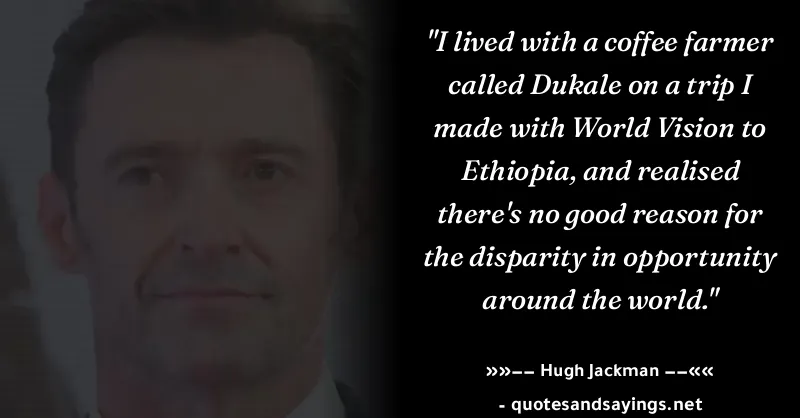 "I lived with a coffee farmer
called Dukale on a trip I
made with World Vision to
Ethiopia, and realised
there's no good reason for
the disparity in opportunity
around the world."
»»−− Hugh Jackman −−««
- quotesandsayings.net